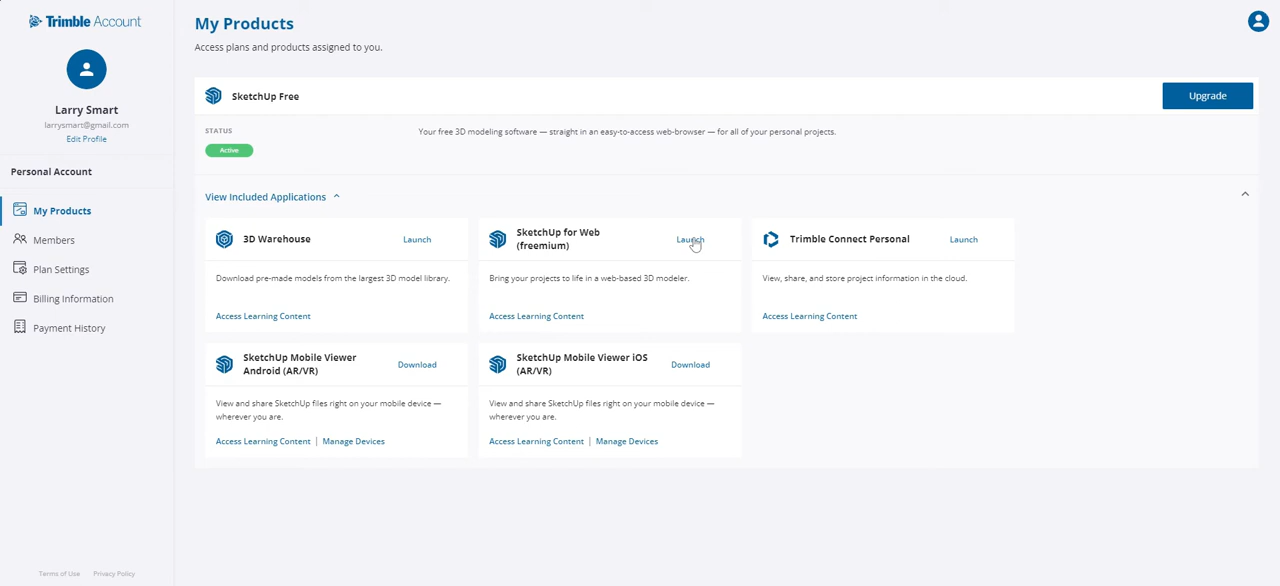 Trimble Account
Larry Smart
larrysmart@gmail.com
Edit Profile
Personal Account
My Products
Members
Plan Settings
Billing Information
Payment History
Terms of Use
Privacy Policy
My Products
Access plans and products assigned to you.
SketchUp Free
Upgrade
STATUS
Active
Your free 3D modeling software — straight in an easy-to-access web-browser — for all of your personal projects.
View Included Applications
3D Warehouse
Launch
Download pre-made models from the largest 3D model library.
Access Learning Content
SketchUp for Web
(freemium)
Launch
Bring your projects to life in a web-based 3D modeler.
Access Learning Content
Trimble Connect Personal
Launch
View, share, and store project information in the cloud.
Access Learning Content
SketchUp Mobile Viewer
Android (AR/VR)
Download
View and share SketchUp files right on your mobile device —
wherever you are.
Access Learning Content | Manage Devices
SketchUp Mobile Viewer iOS
(AR/VR)
Download
View and share SketchUp files right on your mobile device —
wherever you are.
Access Learning Content | Manage Devices